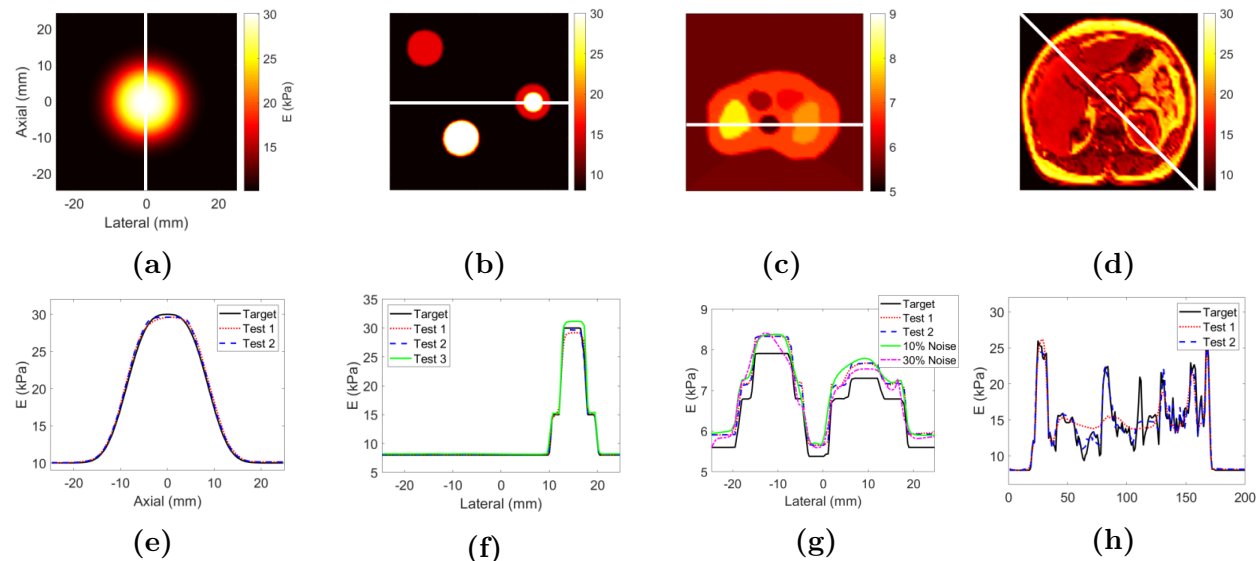 30
25
20
15
E (kPa)
20
10
0
-10
-20
Axial (mm)
-20 0 20
Lateral (mm)
30
25
20
15
10
9
8
7
6
5
30
25
20
15
10
(a)
(b)
(c)
(d)
30
25
20
15
10
E (kPa)
-20 -10 0 10 20
Axial (mm)
Target
Test 1
Test 2
35
30
25
20
15
10
5
E (kPa)
-20 -10 0 10 20
Lateral (mm)
Target
Test 1
Test 2
Test 3
9
8
7
6
5
E (kPa)
-20 -10 0 10 20
Lateral (mm)
Target
Test 1
Test 2
10% Noise
30% Noise
30
25
20
15
10
E (kPa)
0 50 100 150 200
Target
Test 1
Test 2
(e)
(f)
(g)
(h)